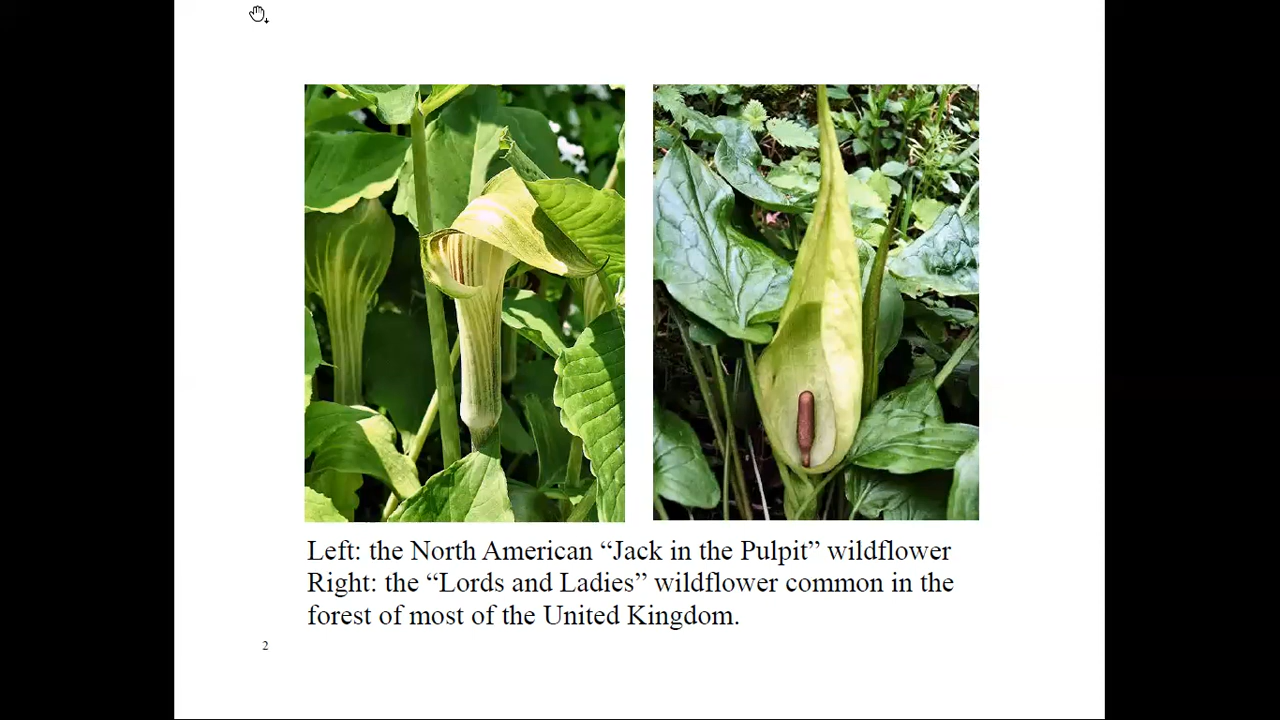 Left: the North American “Jack in the Pulpit” wildflower
Right: the “Lords and Ladies” wildflower common in the
forest of most of the United Kingdom.
2